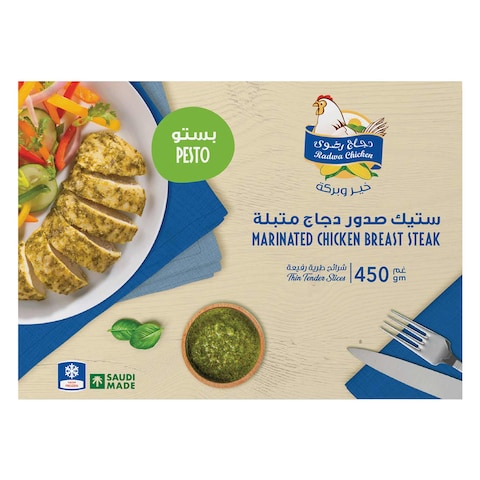 بستو
PESTO
دجاج رضوى
Radwa Chicken
خير وبركة
ستيك صدور دجاج متبلة
MARINATED CHICKEN BREAST STEAK
شرائح طرية رفيعة
Thin Tender Slices
450 غم gm
SAUDI MADE